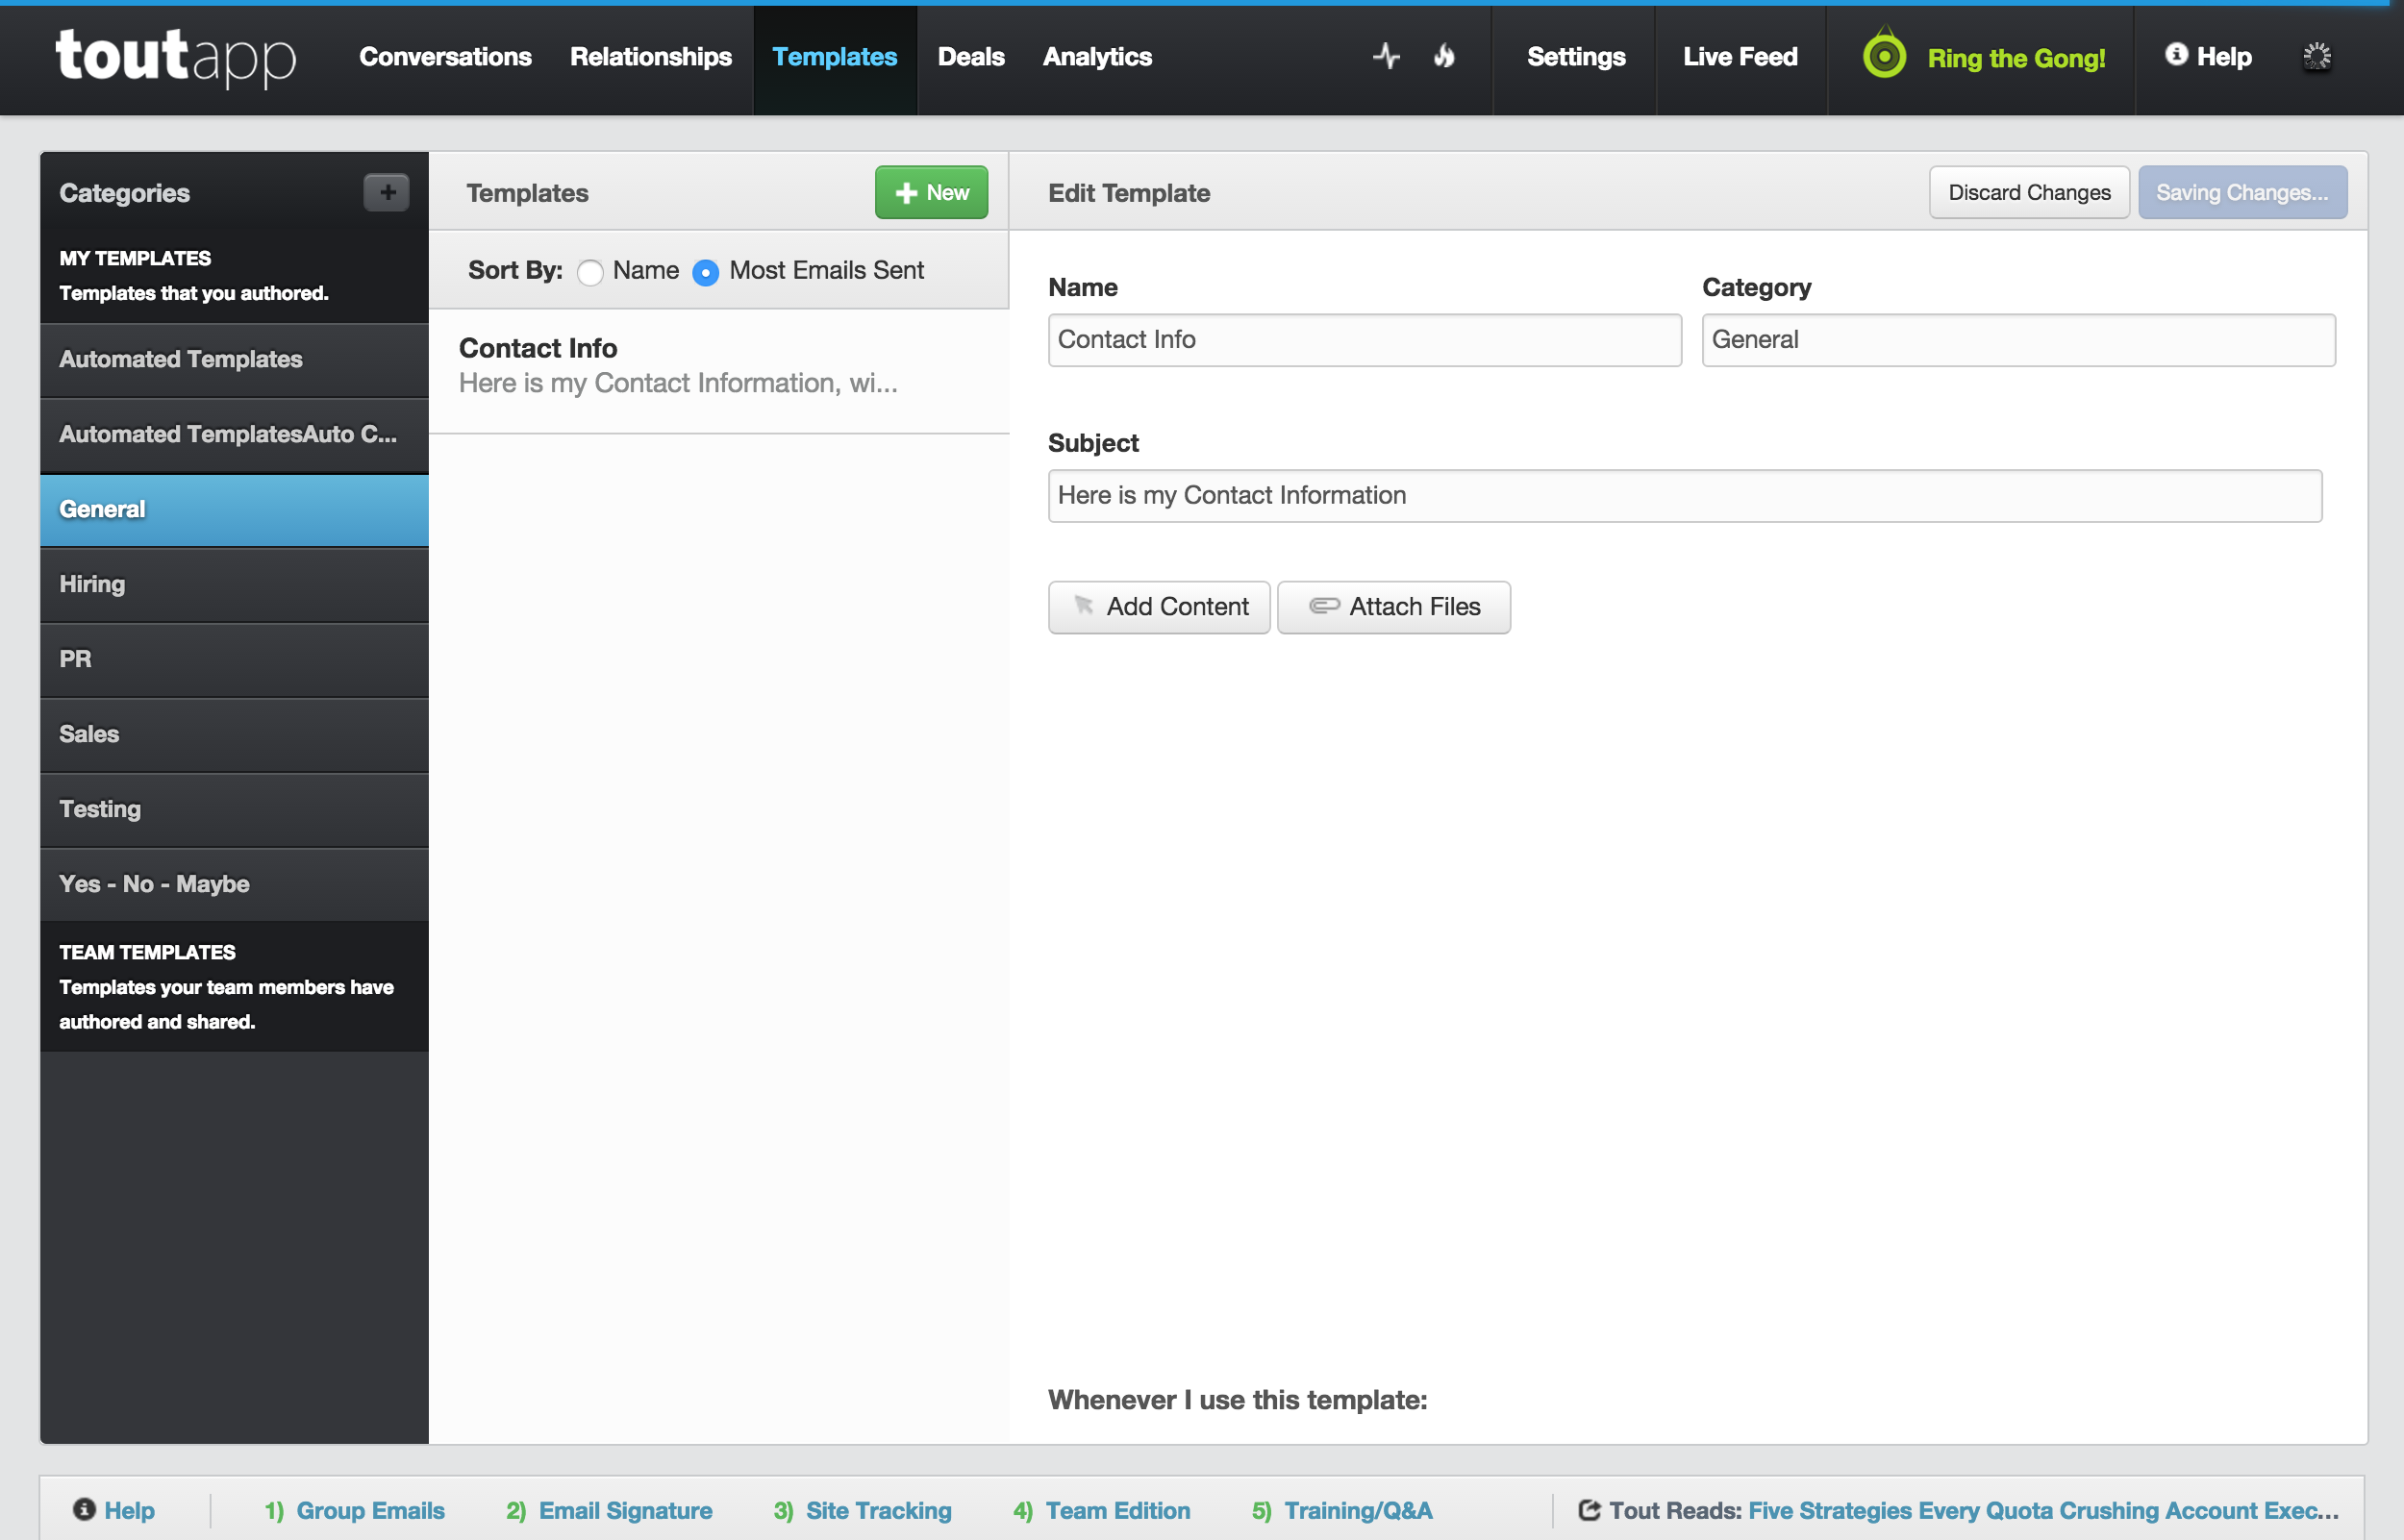 toutapp Conversations Relationships Templates Deals Analytics Settings Live Feed Ring the Gong! Help
Categories
MY TEMPLATES
Templates that you authored.
Automated Templates
Automated TemplatesAuto C...
General
Hiring
PR
Sales
Testing
Yes - No - Maybe
TEAM TEMPLATES
Templates your team members have
authored and shared.
Templates New
Sort By: Name Most Emails Sent
Contact Info
Here is my Contact Information, wi...
Edit Template Discard Changes Saving Changes...
Name Category
Contact Info General
Subject
Here is my Contact Information
Add Content Attach Files
Whenever I use this template:
Help 1) Group Emails 2) Email Signature 3) Site Tracking 4) Team Edition 5) Training/Q&A Tout Reads: Five Strategies Every Quota Crushing Account Exec...